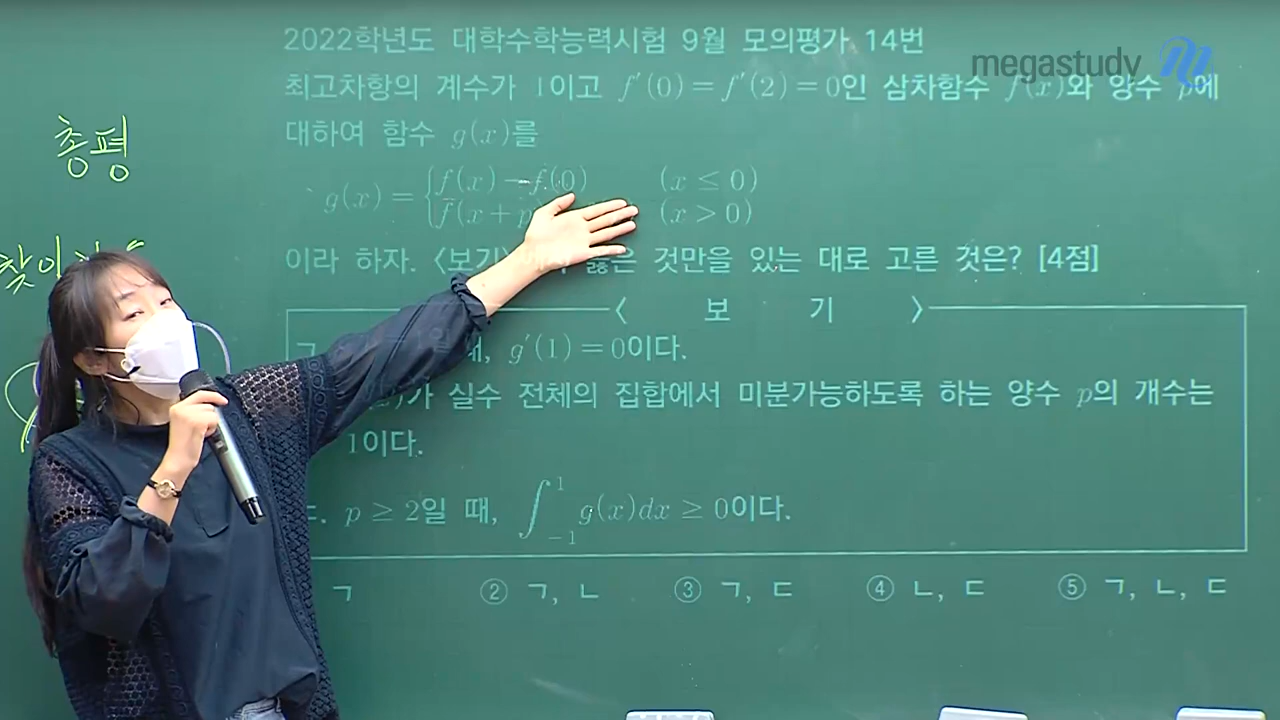 2022학년도 대학수학능력시험 9월 모의평가 14번
megastudy
최고차항의 계수가 1이고 f′(0)=f′(2)=0인 삼차함수 f(x)와 양수 p에
대하여 함수 g(x)를
g(x)={f(x)-f(0) (x≤0)
f(x+p (x>0)
이라 하자. 〈보기 옳은 것만을 있는 대로 고른 것은? [4점]
〈 보 기 〉
ㄱ 때, g′(1)=0이다.
)가 실수 전체의 집합에서 미분가능하도록 하는 양수 p의 개수는
1이다.
ㄷ. p≥2일 때, ∫₋₁¹ g(x)dx≥0이다.
ㄱ ② ㄱ, ㄴ ③ ㄱ, ㄷ ④ ㄴ, ㄷ ⑤ ㄱ, ㄴ, ㄷ
총평